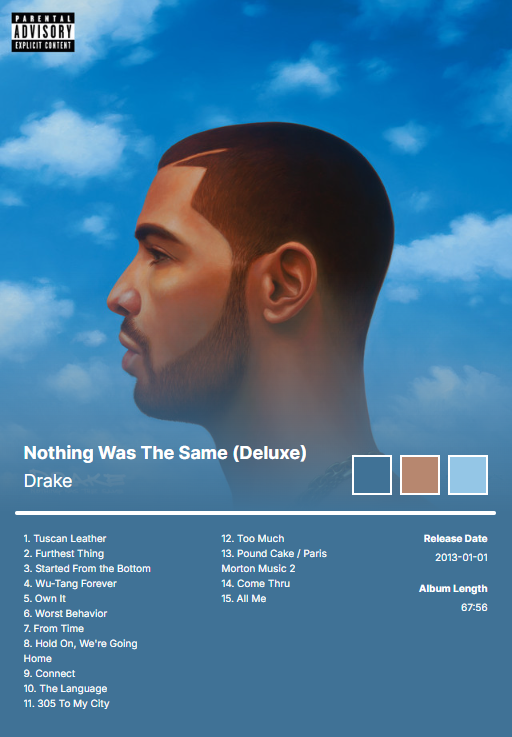 PARENTAL
ADVISORY
EXPLICIT CONTENT
Nothing Was The Same (Deluxe)
Drake
1. Tuscan Leather
2. Furthest Thing
3. Started From the Bottom
4. Wu-Tang Forever
5. Own It
6. Worst Behavior
7. From Time
8. Hold On, We're Going
Home
9. Connect
10. The Language
11. 305 To My City
12. Too Much
13. Pound Cake / Paris
Morton Music 2
14. Come Thru
15. All Me
Release Date
2013-01-01
Album Length
67:56